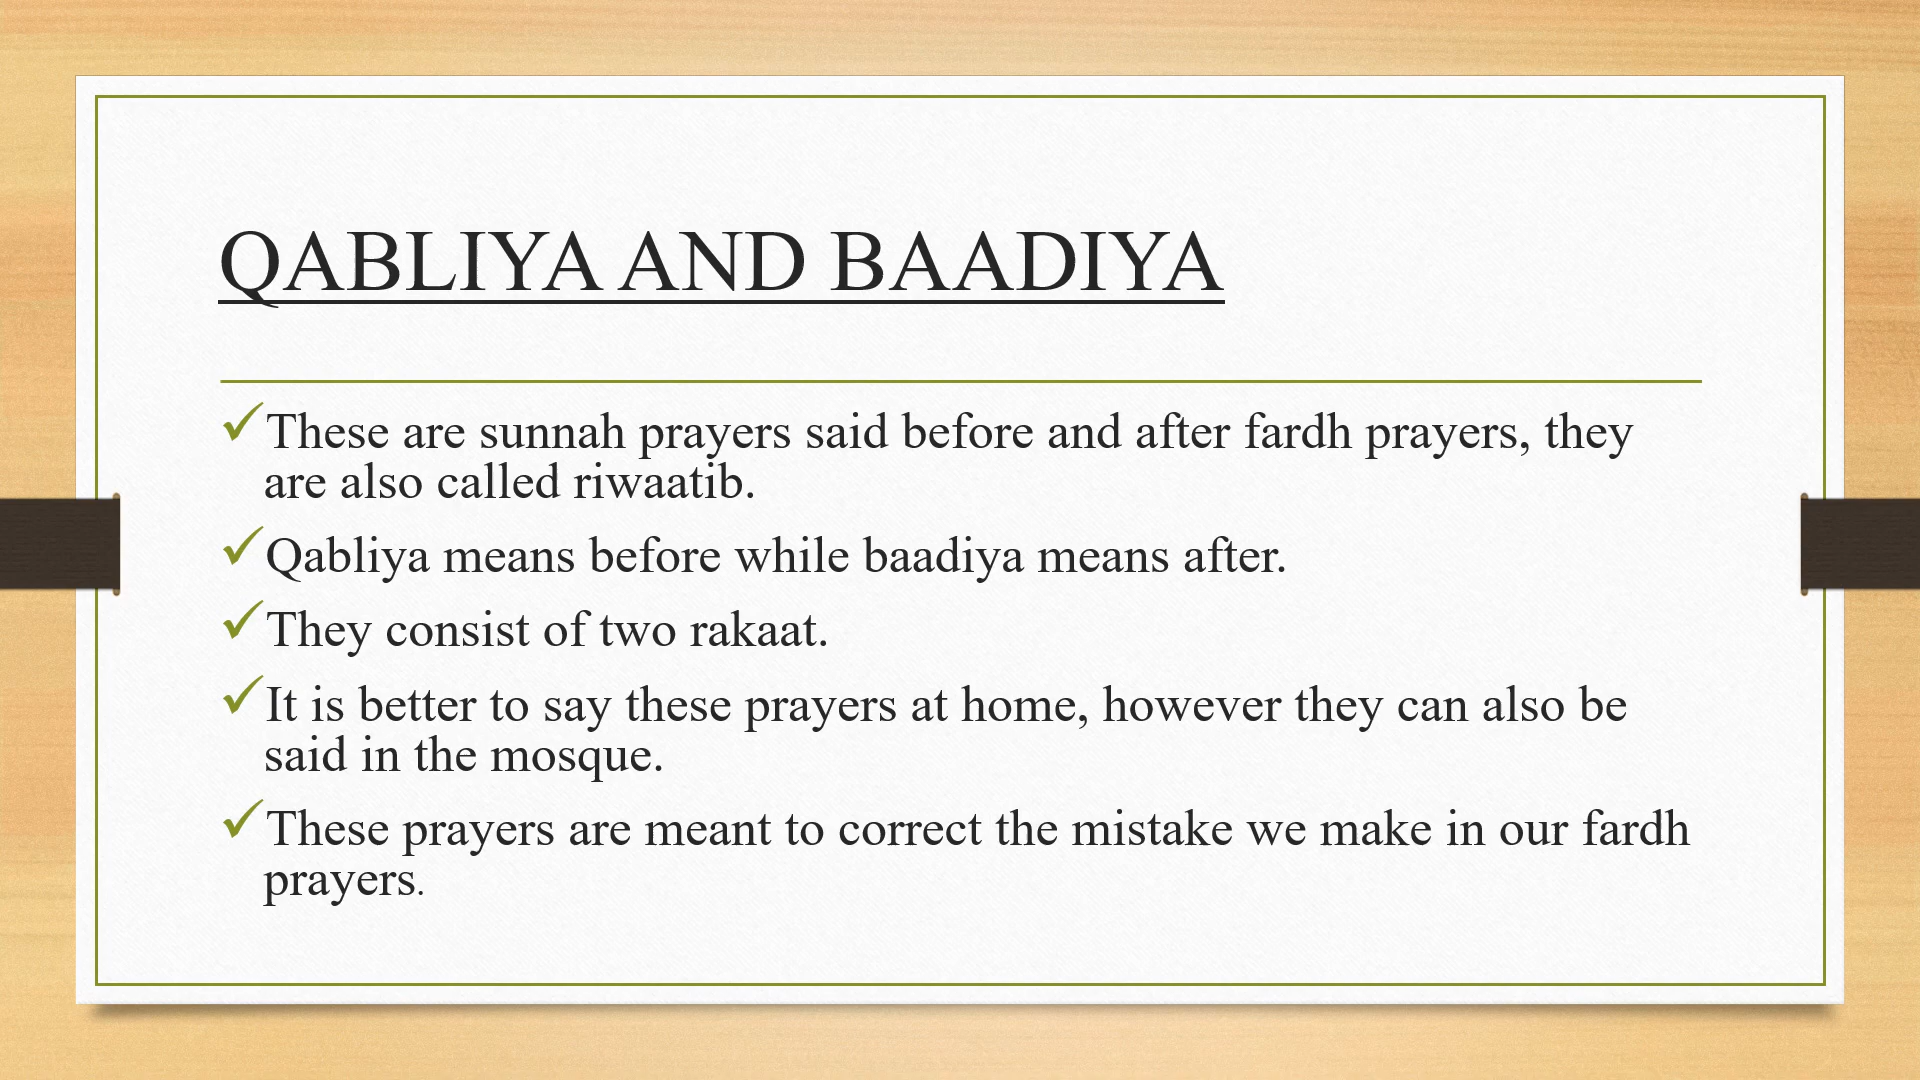 QABLIYA AND BAADIYA
✓These are sunnah prayers said before and after fardh prayers, they
are also called riwaatib.
✓Qabliya means before while baadiya means after.
✓They consist of two rakaat.
✓It is better to say these prayers at home, however they can also be
said in the mosque.
✓These prayers are meant to correct the mistake we make in our fardh
prayers.